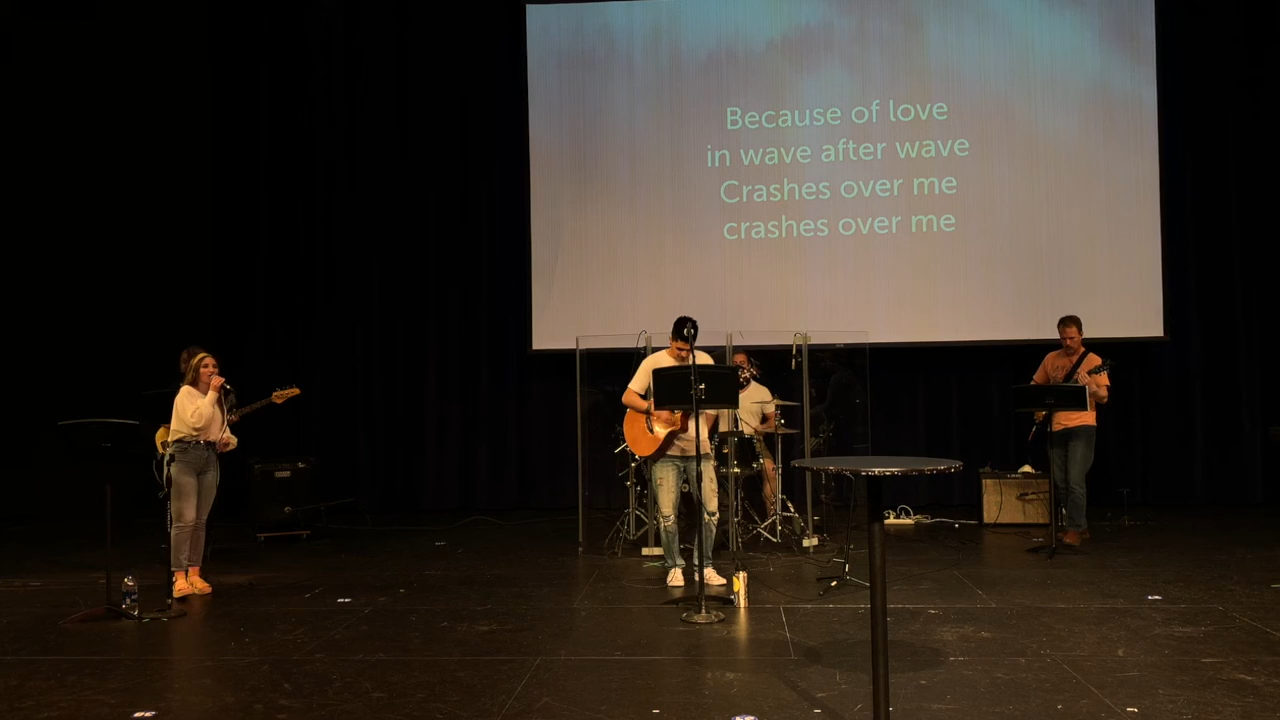 Because of love
in wave after wave
Crashes over me
crashes over me